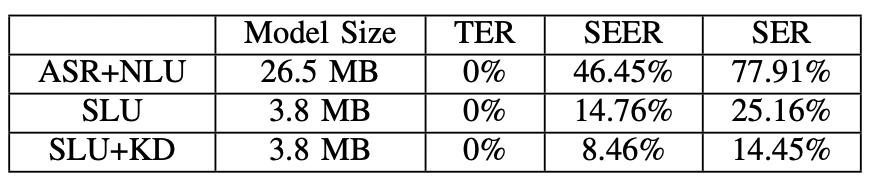 Model Size TER SEER SER
ASR+NLU 26.5 MB 0% 46.45% 77.91%
SLU 3.8 MB 0% 14.76% 25.16%
SLU+KD 3.8 MB 0% 8.46% 14.45%